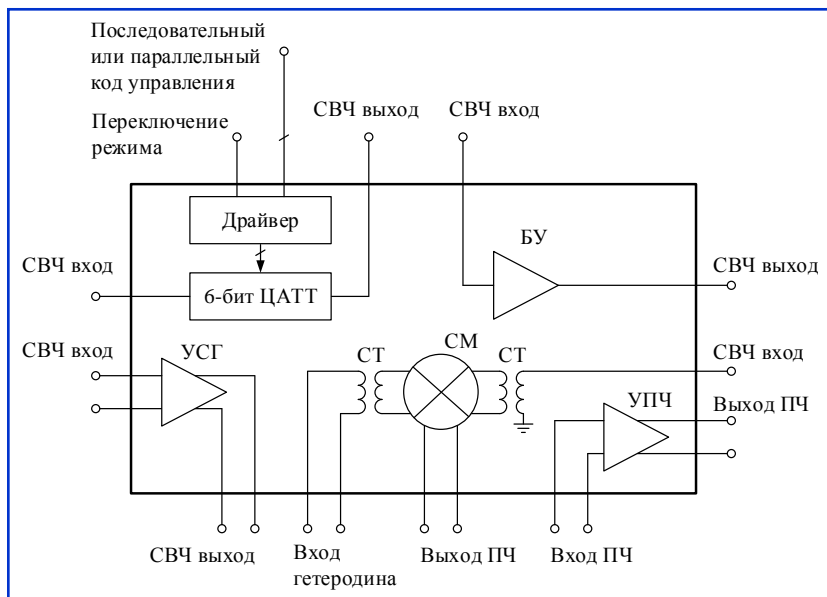 Последовательный
или параллельный
код управления
Переключение
режима
СВЧ выход
СВЧ вход
Драйвер
БУ
СВЧ вход
6-бит ЦАТТ
СВЧ выход
СВЧ вход
УСГ
СТ
СМ
СТ
СВЧ вход
УПЧ
Выход ПЧ
СВЧ выход
Вход
гетеродина
Выход ПЧ
Вход ПЧ